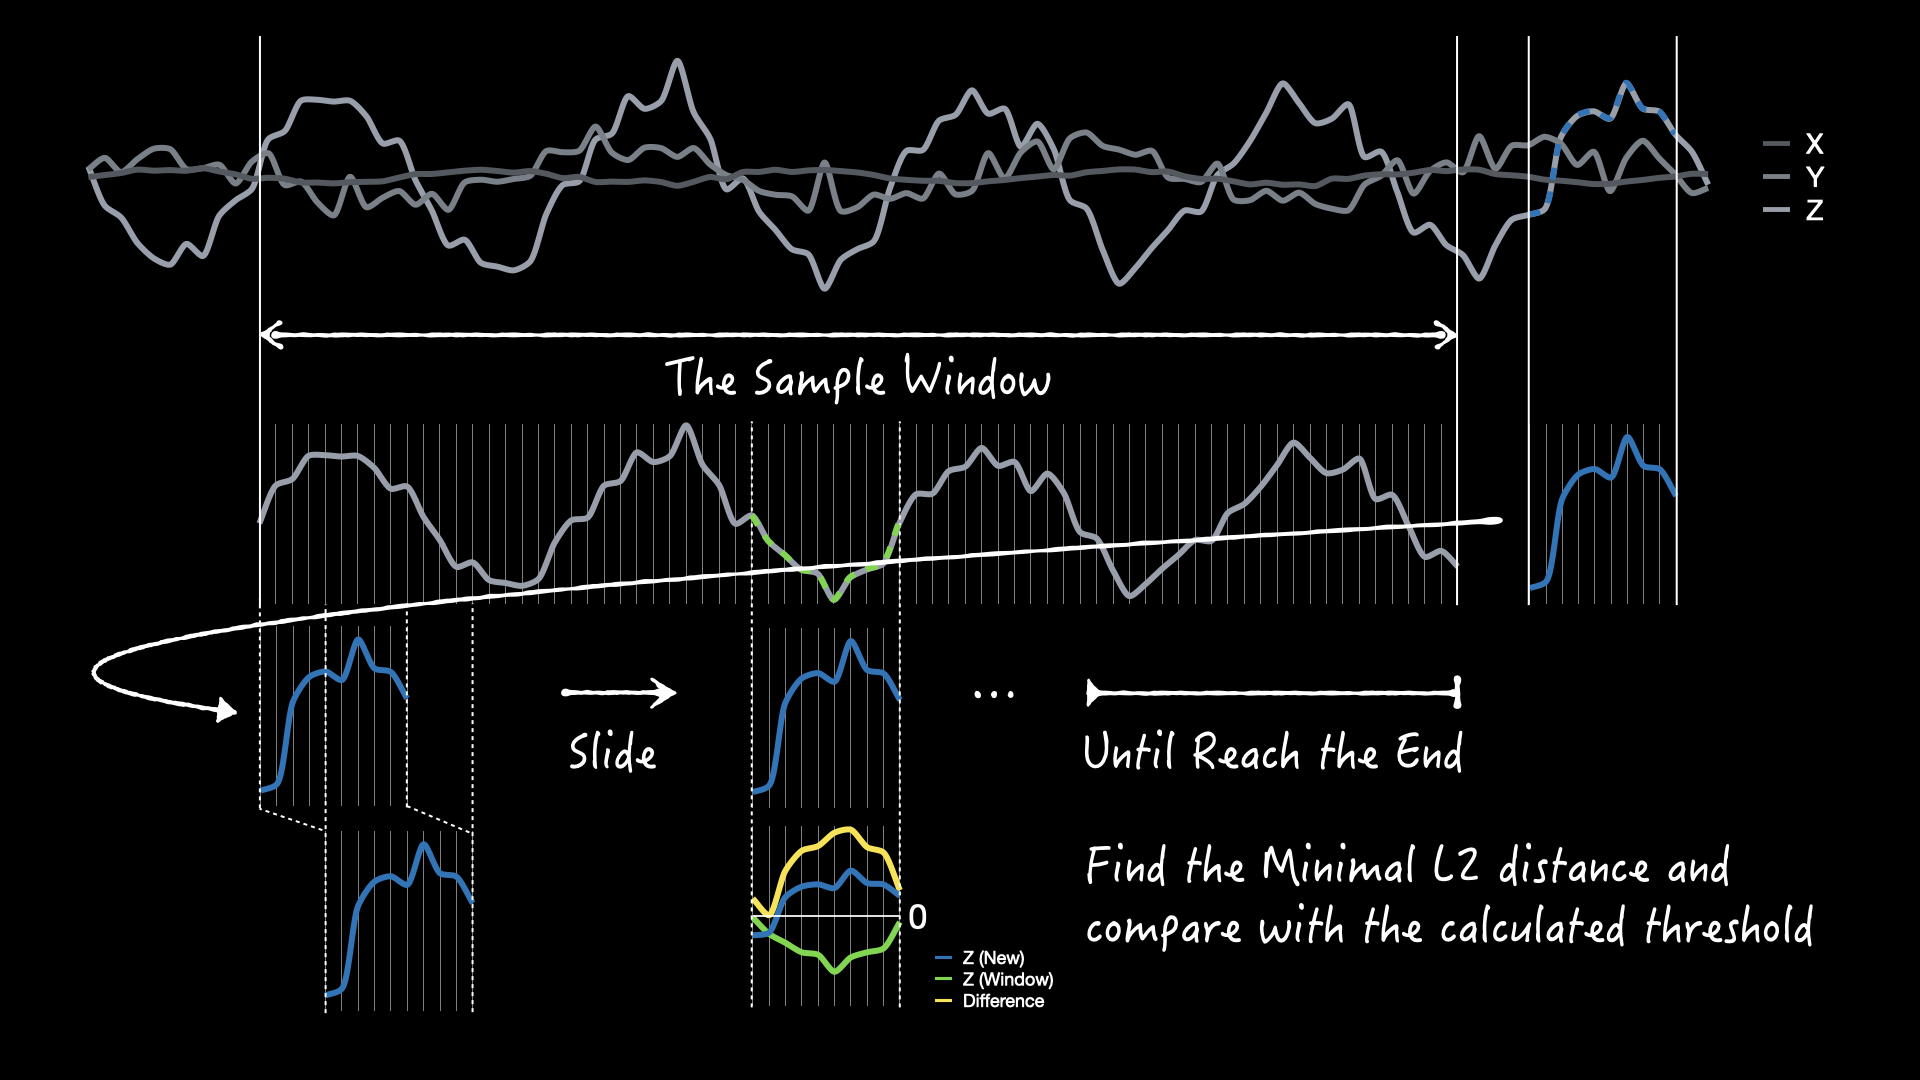 X
Y
Z
The Sample Window
Slide
...
Until Reach the End
Find the Minimal L2 distance and
compare with the calculated threshold
0
Z (New)
Z (Window)
Difference